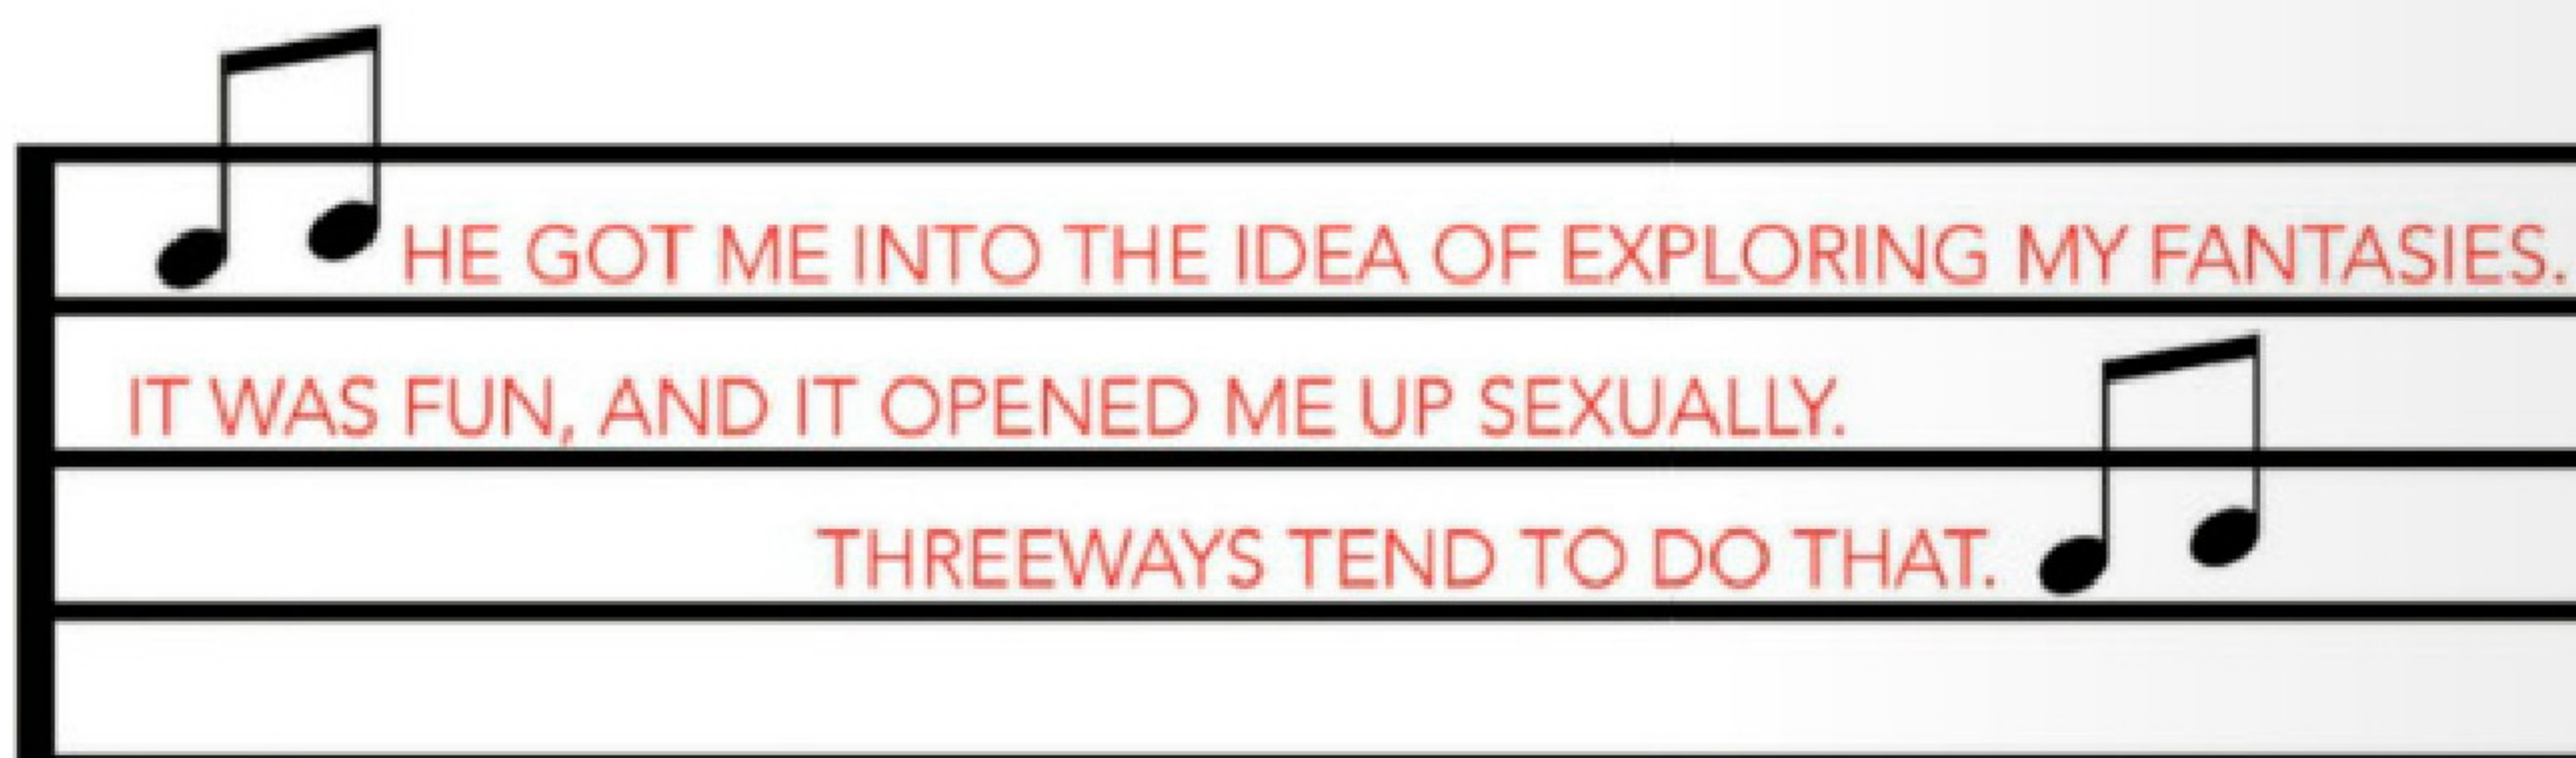 HE GOT ME INTO THE IDEA OF EXPLORING MY FANTASIES.
IT WAS FUN, AND IT OPENED ME UP SEXUALLY.
THREEWAYS TEND TO DO THAT.